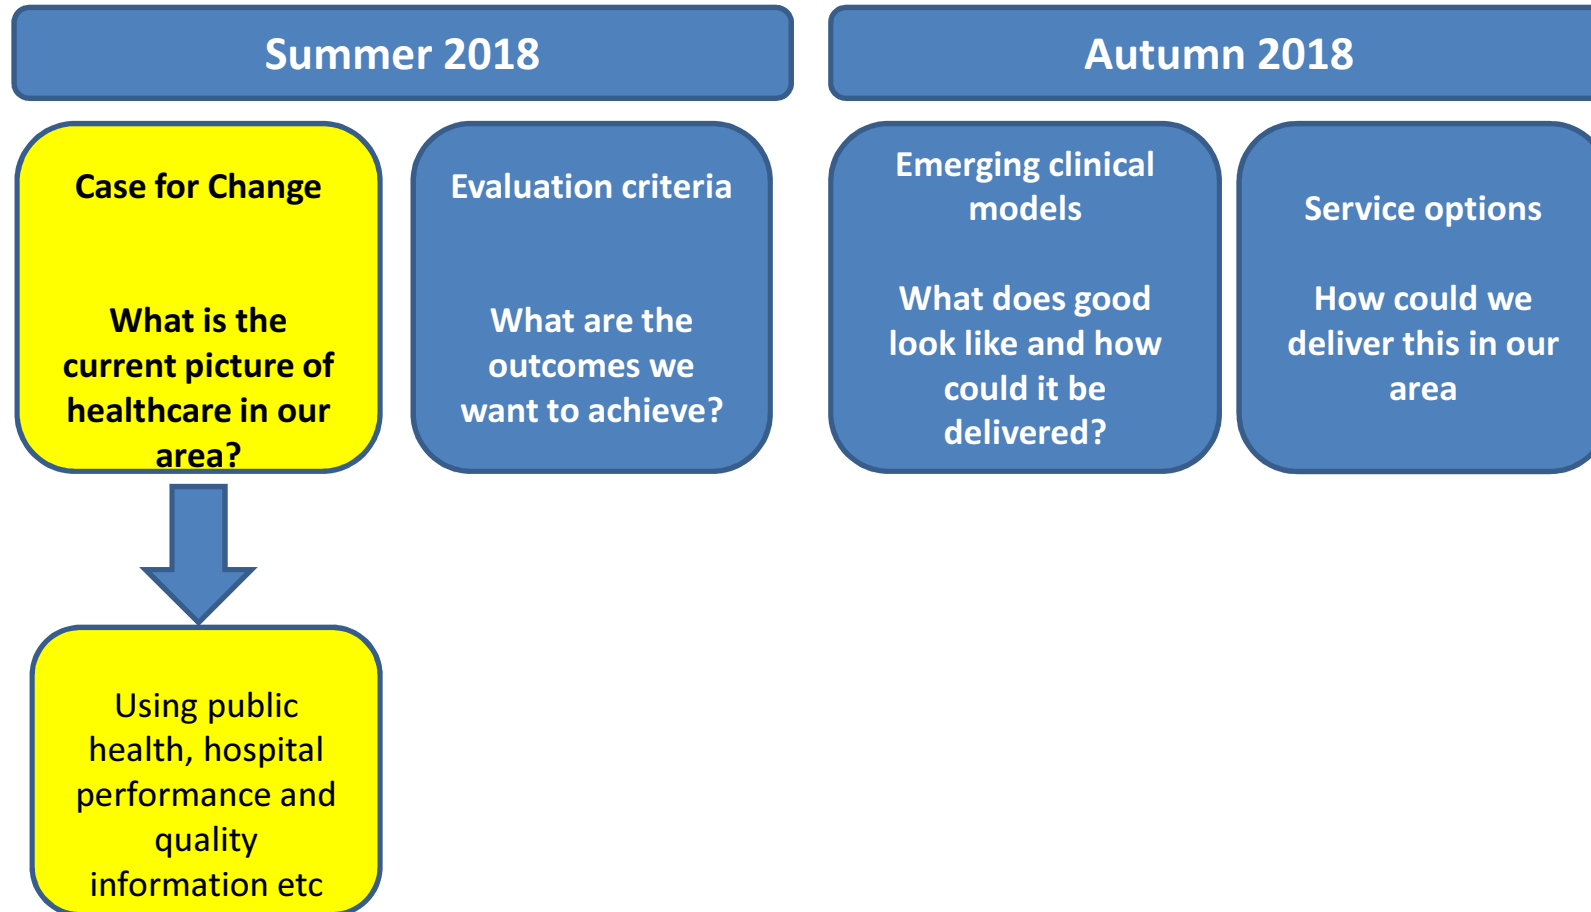 Summer 2018
Autumn 2018
Case for Change
What is the
current picture of
healthcare in our
area?
Evaluation criteria
What are the
outcomes we
want to achieve?
Emerging clinical
models
What does good
look like and how
could it be
delivered?
Service options
How could we
deliver this in our
area
Using public
health, hospital
performance and
quality
information etc